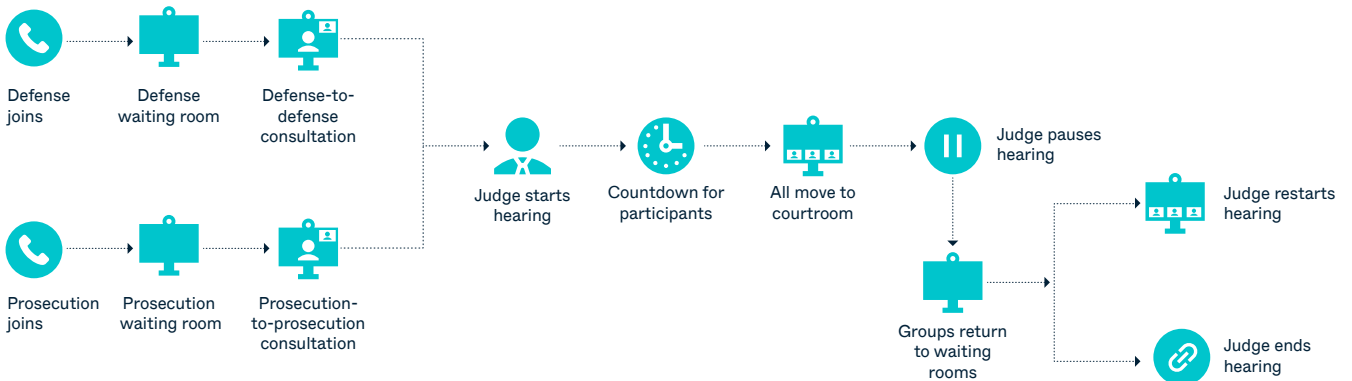 Defense
joins
Defense
waiting room
Defense-to-
defense
consultation
Prosecution
joins
Prosecution
waiting room
Prosecution-
to-prosecution
consultation
Judge starts
hearing
Countdown for
participants
All move to
courtroom
Judge pauses
hearing
Groups return
to waiting
rooms
Judge restarts
hearing
Judge ends
hearing